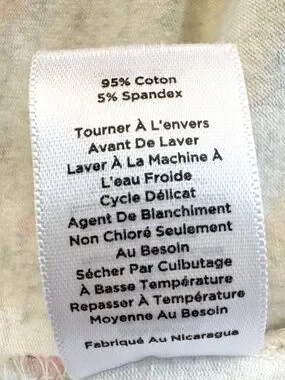 95% Coton
5% Spandex
Tourner À L'envers
Avant De Laver
Laver À La Machine À
L'eau Froide
Cycle Délicat
Agent De Blanchiment
Non Chloré Seulement
Au Besoin
Sécher Par Culbutage
À Basse Température
Repasser À Température
Moyenne Au Besoin
Fabriqué Au Nicaragua